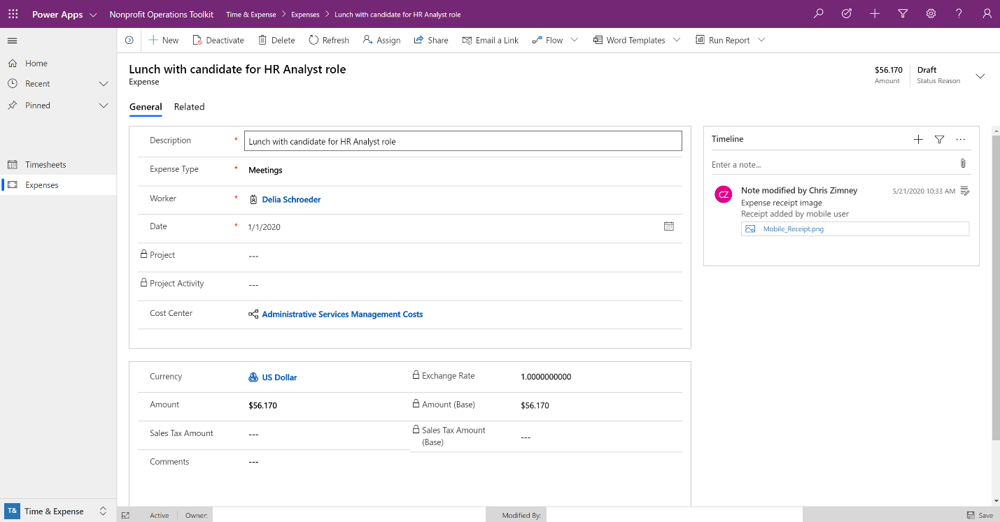 Power Apps Nonprofit Operations Toolkit Time & Expense Expenses Lunch with candidate for HR Analyst role
New Deactivate Delete Refresh Assign Share Email a Link Flow Word Templates Run Report
Home
Recent
Pinned
Timesheets
Expenses
T& Time & Expense
Lunch with candidate for HR Analyst role
Expense
$56.170
Amount
Draft
Status Reason
General Related
Description * Lunch with candidate for HR Analyst role
Expense Type * Meetings
Worker * Delia Schroeder
Date * 1/1/2020
Project ---
Project Activity ---
Cost Center Administrative Services Management Costs
Timeline
Enter a note...
CZ Note modified by Chris Zimney 5/21/2020 10:33 AM
Expense receipt image
Receipt added by mobile user
Mobile_Receipt.png
Currency US Dollar Exchange Rate 1.0000000000
Amount $56.170 Amount (Base) $56.170
Sales Tax Amount --- Sales Tax Amount
(Base) ---
Comments ---
Active Owner: Modified By: Save